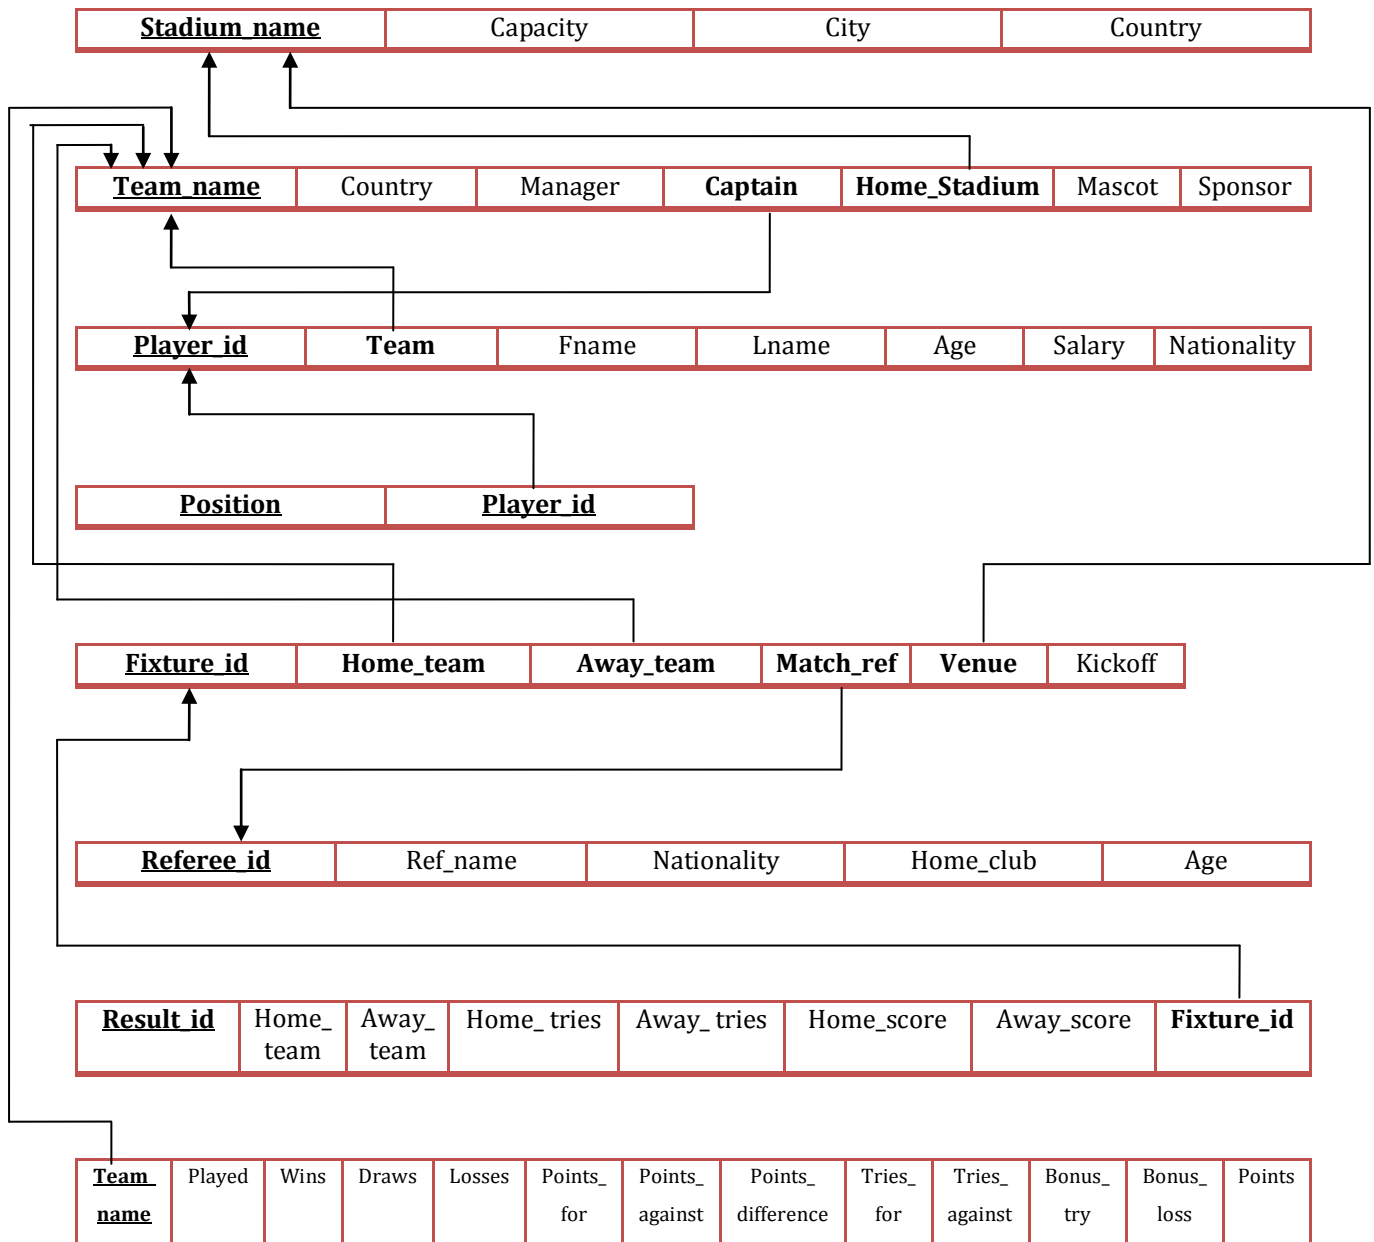 Stadium_name Capacity City Country
Team_name Country Manager Captain Home_Stadium Mascot Sponsor
Player_id Team Fname Lname Age Salary Nationality
Position Player_id
Fixture_id Home_team Away_team Match_ref Venue Kickoff
Referee_id Ref_name Nationality Home_club Age
Result_id Home_ Away_ Home_ tries Away_ tries Home_score Away_score Fixture_id
team team
Team_ Played Wins Draws Losses Points_ Points_ Points_ Tries_ Tries_ Bonus_ Bonus_ Points
name for against difference for against try loss